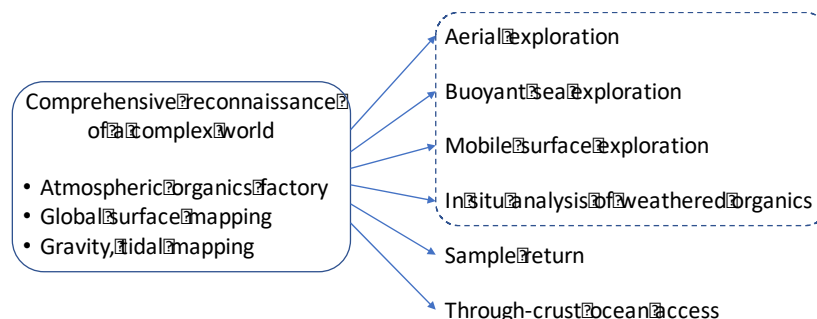 Comprehensive reconnaissance
of a complex world
• Atmospheric organics factory
• Global surface mapping
• Gravity, tidal mapping
Aerial exploration
Buoyant sea exploration
Mobile surface exploration
In situ analysis of weathered organics
Sample return
Through-crust ocean access